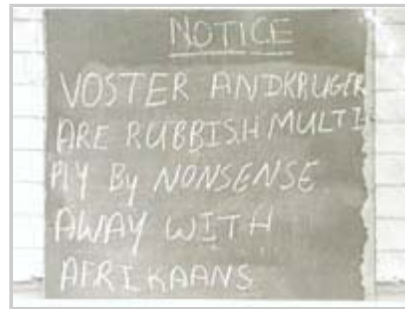 NOTICE
VOSTER ANDKRUGER
ARE RUBBISH MULTI
PLY By NONSENSE
AWAY WITH
AFRIKAANS